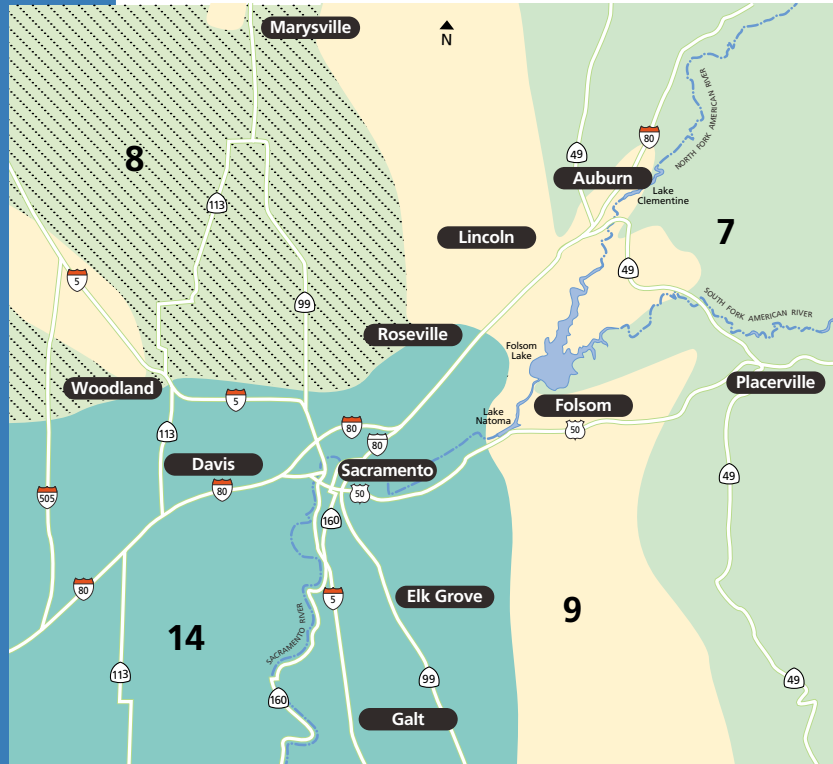 Marysville
N
8
80
49
NORTH FORK AMERICAN RIVER
Auburn
Lake
Clementine
113
7
Lincoln
49
5
99
SOUTH FORK AMERICAN RIVER
Roseville
Folsom
Lake
Woodland
Placerville
5
Folsom
Lake
Natoma
80
50
113
80
Davis
Sacramento
49
80
50
505
160
80
5
Elk Grove
9
14
SACRAMENTO RIVER
113
99
49
160
Galt